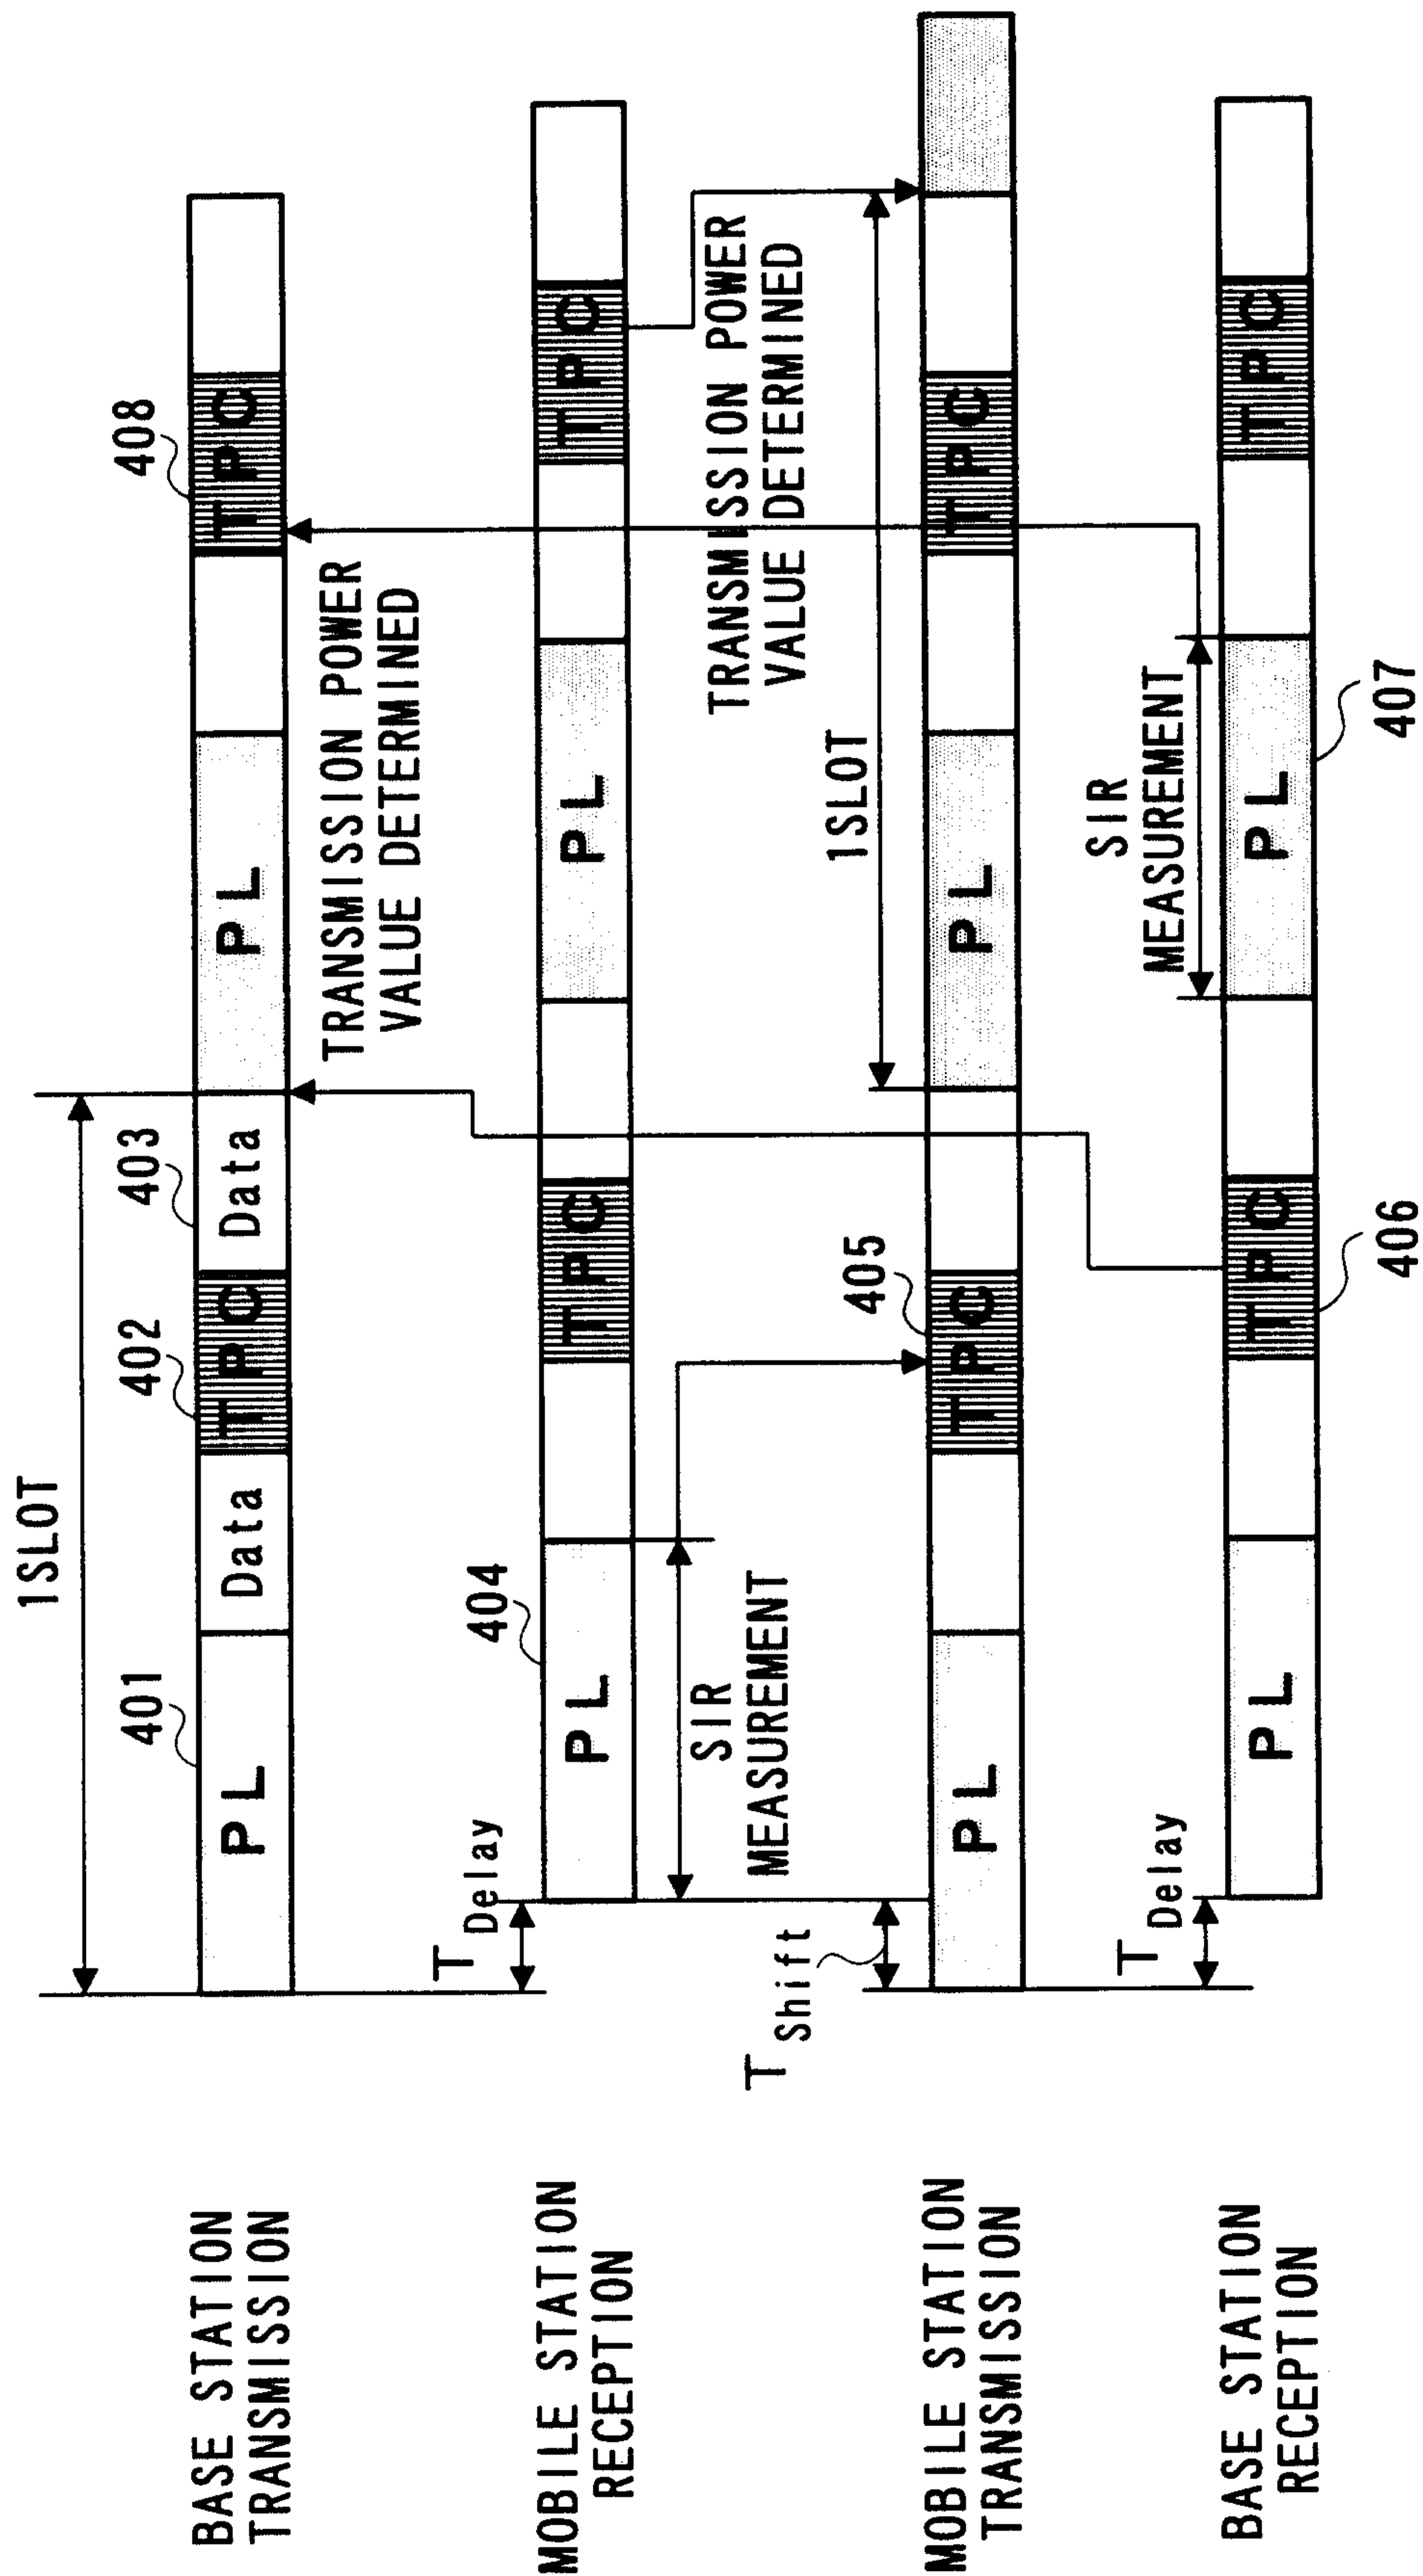 1SLOT
401
402
403
408
BASE STATION
TRANSMISSION
PL
Data
TPC
Data
PL
TPC
TRANSMISSION POWER
VALUE DETERMINED
T Delay
404
MOBILE STATION
RECEPTION
PL
TPC
PL
TPC
SIR
MEASUREMENT
TRANSMISSION POWER
VALUE DETERMINED
T Shift
405
1SLOT
MOBILE STATION
TRANSMISSION
PL
TPC
PL
TPC
T Delay
SIR
MEASUREMENT
BASE STATION
RECEPTION
PL
TPC
PL
TPC
406
407